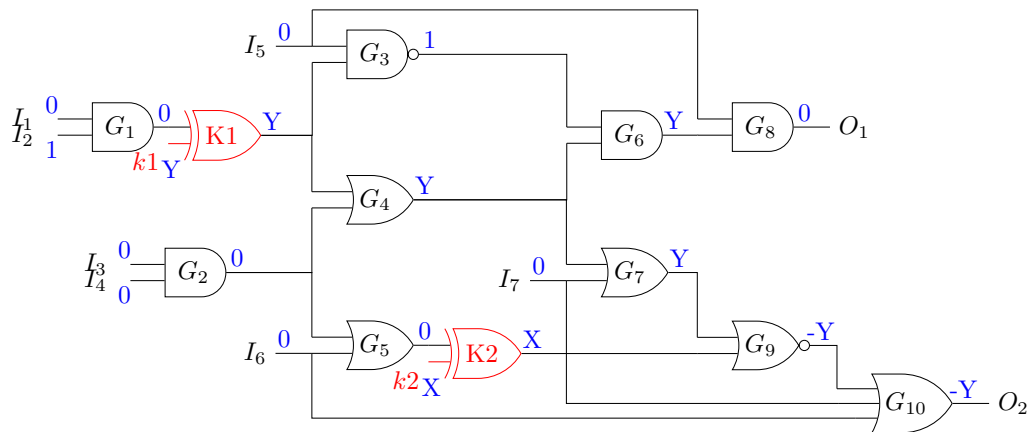 0
I5 0 G3 1
I1 0 G1 0 K1 Y G6 Y G8 0 O1
I2 1 k1 Y
G4 Y
I3 0 G2 0 I7 0 G7 Y
I4 0
I6 0 G5 0 K2 X G9 -Y
k2 X
G10 -Y O2